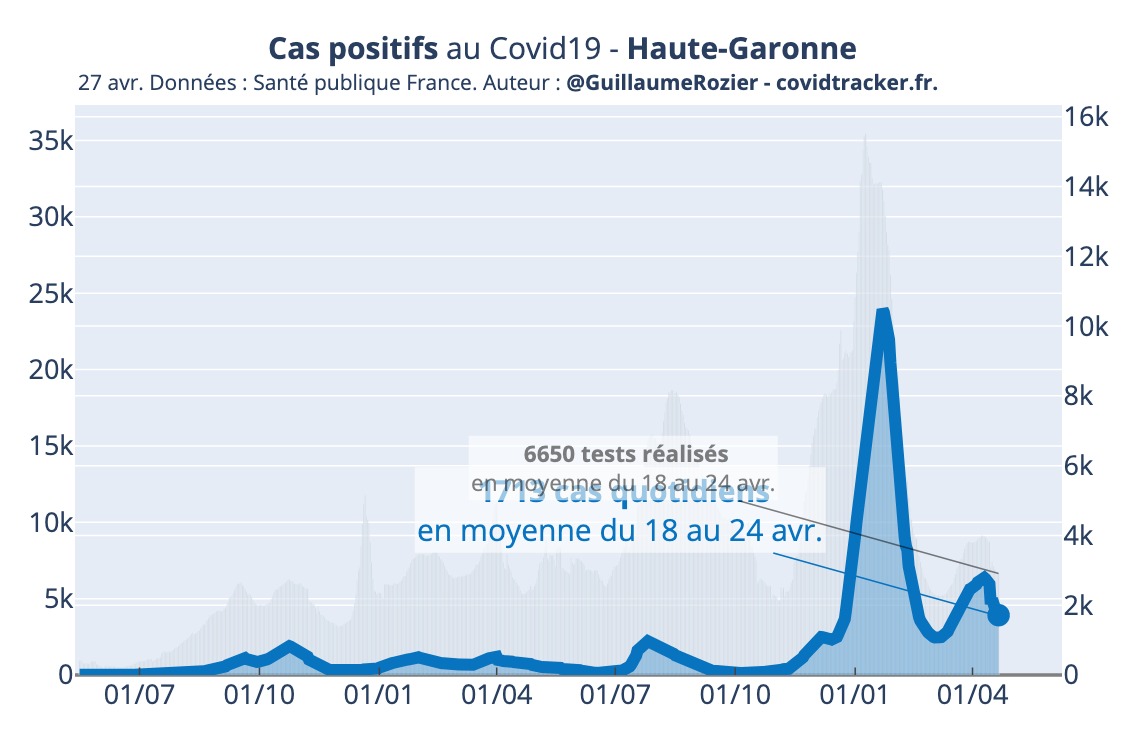 Cas positifs au Covid19 - Haute-Garonne
27 avr. Données : Santé publique France. Auteur : @GuillaumeRozier - covidtracker.fr.
16k
35k
14k
30k
12k
25k
10k
20k
8k
15k
6k
6650 tests réalisés
en moyenne du 18 au 24 avr.
1713 cas quotidiens
en moyenne du 18 au 24 avr.
10k
4k
5k
2k
0
0
01/07 01/10 01/01 01/04 01/07 01/10 01/01 01/04